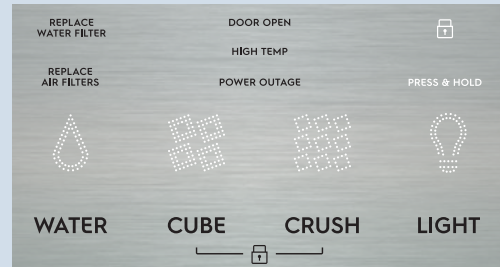 REPLACE
WATER FILTER
DOOR OPEN
HIGH TEMP
REPLACE
AIR FILTERS
POWER OUTAGE
PRESS & HOLD
WATER
CUBE
CRUSH
LIGHT